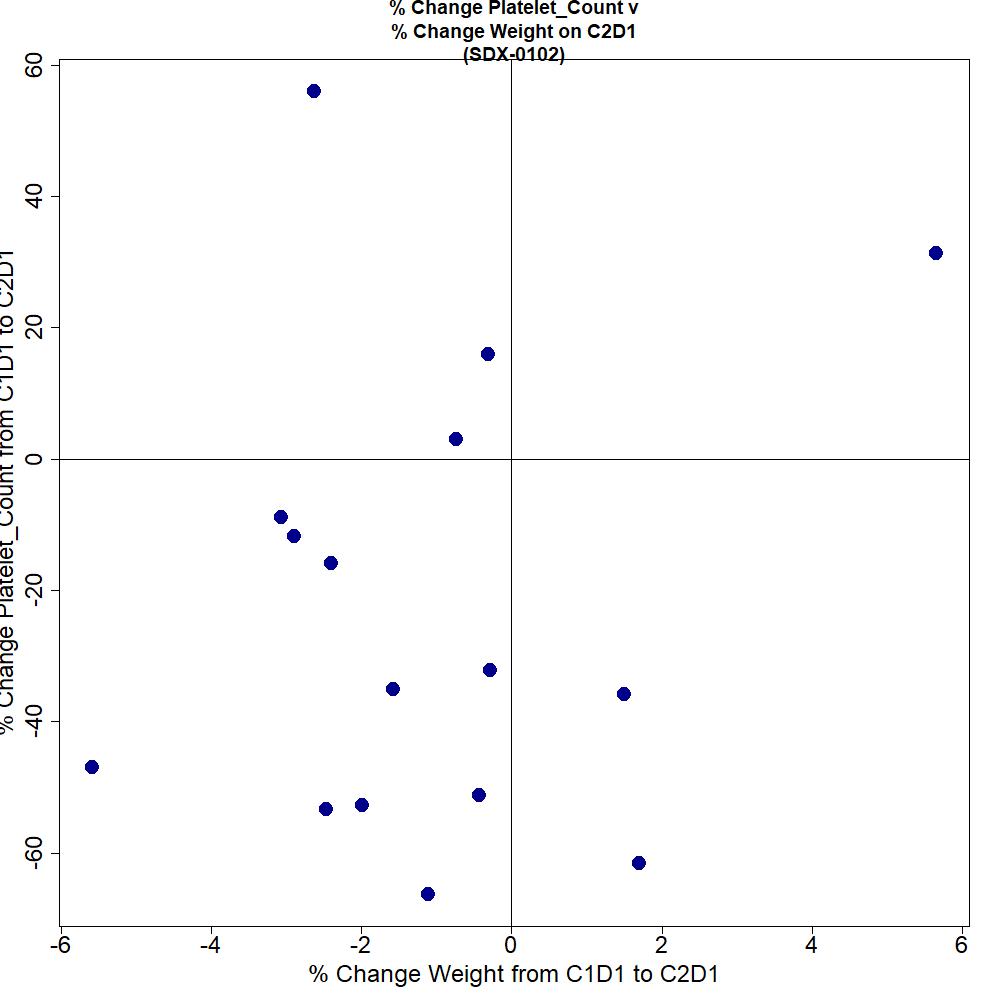 % Change Platelet_Count v
% Change Weight on C2D1
(SDX-0102)
% Change Platelet_Count from C1D1 to C2D1
60
40
20
0
-20
-40
-60
-6
-4
-2
0
2
4
6
% Change Weight from C1D1 to C2D1